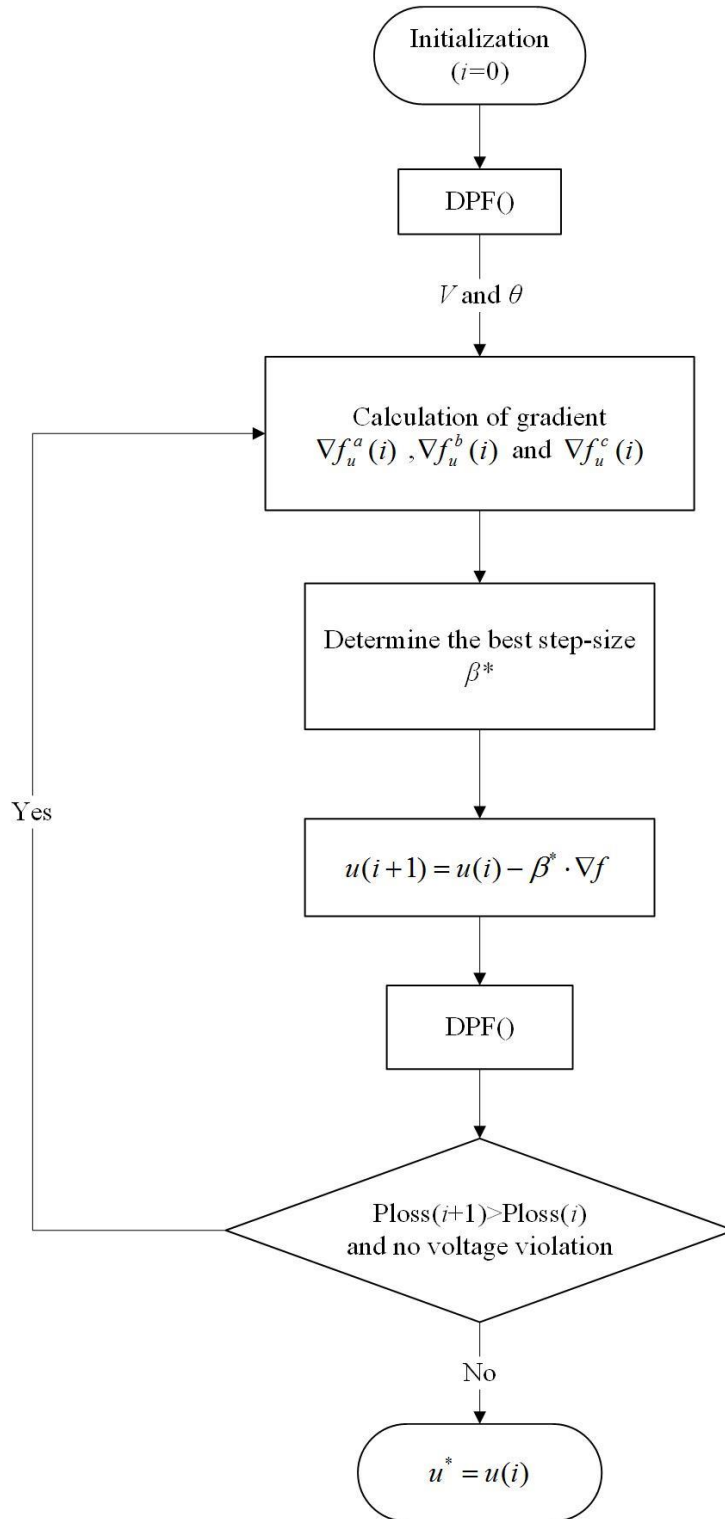 Initialization
(i=0)
DPF()
V and θ
Calculation of gradient
∇f_u^a(i) , ∇f_u^b(i) and ∇f_u^c(i)
Determine the best step-size
β*
Yes
u(i+1) = u(i) − β* · ∇f
DPF()
Ploss(i+1)>Ploss(i)
and no voltage violation
No
u* = u(i)